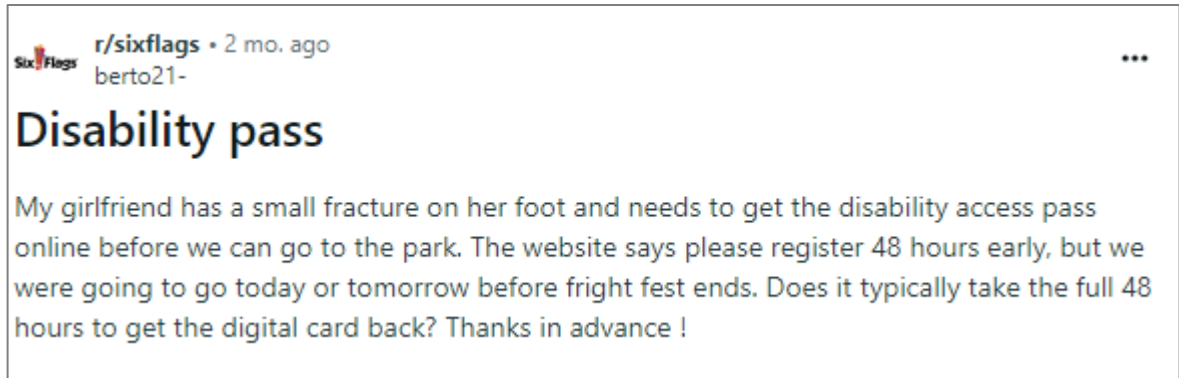 Six Flags
r/sixflags • 2 mo. ago
berto21-
Disability pass
My girlfriend has a small fracture on her foot and needs to get the disability access pass
online before we can go to the park. The website says please register 48 hours early, but we
were going to go today or tomorrow before fright fest ends. Does it typically take the full 48
hours to get the digital card back? Thanks in advance !